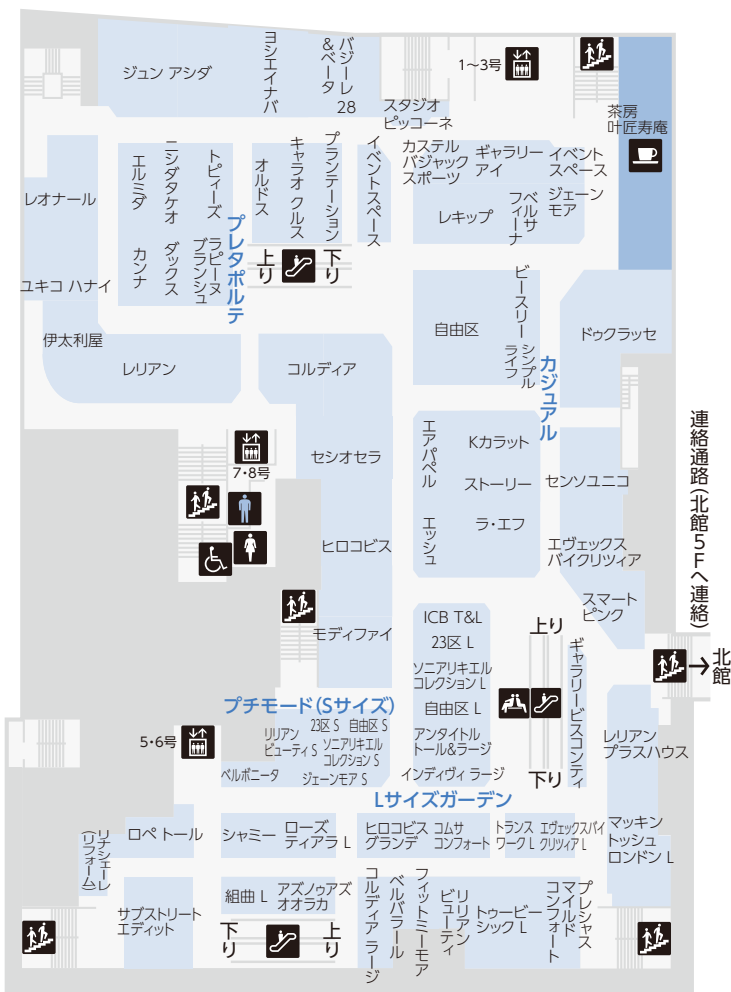 ジュン アシダ
ヨシエイナバ
バジーレ
&ベータ
28
スタジオ
ピッコーネ
1〜3号
茶房
叶匠寿庵
レオナール
エルミダ
ニシダタケオ
トピィーズ
オルドス
キャラオ クルス
プランテーション
イベントスペース
カステル
バジャック
スポーツ
ギャラリー
アイ
イベント
スペース
レキップ
ベルサ
フィーナ
ジェーン
モア
カンナ
ダックス
ラピーヌ
ブランシュ
プレタポルテ
上り
下り
ユキコ ハナイ
伊太利屋
レリアン
コルディア
自由区
ビースリー
シンプル
ライフ
ドゥクラッセ
カジュアル
セシオセラ
7・8号
エアパペル
Kカラット
ストーリー
エッシュ
ラ・エフ
センソユニコ
エヴェックス
バイクリツィア
スマート
ピンク
連絡通路(北館5Fへ連絡)
北館
ヒロコビス
モディファイ
ICB T&L
23区 L
ソニアリキエル
コレクション L
自由区 L
アンタイトル
トール&ラージ
インディヴィ ラージ
上り
下り
ギャラリービスコンティ
レリアン
プラスハウス
プチモード(Sサイズ)
リリアン
ビューティ S
23区 S
自由区 S
ソニアリキエル
コレクション S
ベルポニータ
ジェーンモア S
5・6号
Lサイズガーデン
リチシェーレ
(リフォーム)
ロペ トール
シャミー
ローズ
ティアラ L
ヒロコビス
グランデ
コムサ
コンフォート
トランス
ワーク L
エヴェックスバイ
クリツィア L
マッキン
トッシュ
ロンドン L
サブストリート
エディット
組曲 L
アズノゥアズ
オオラカ
下り
上り
コルディア ラージ
ベルバラール
フィットミーモア
リリアン
ビューティ
トゥービー
シック L
プレシャス
マイルド
コンフォート